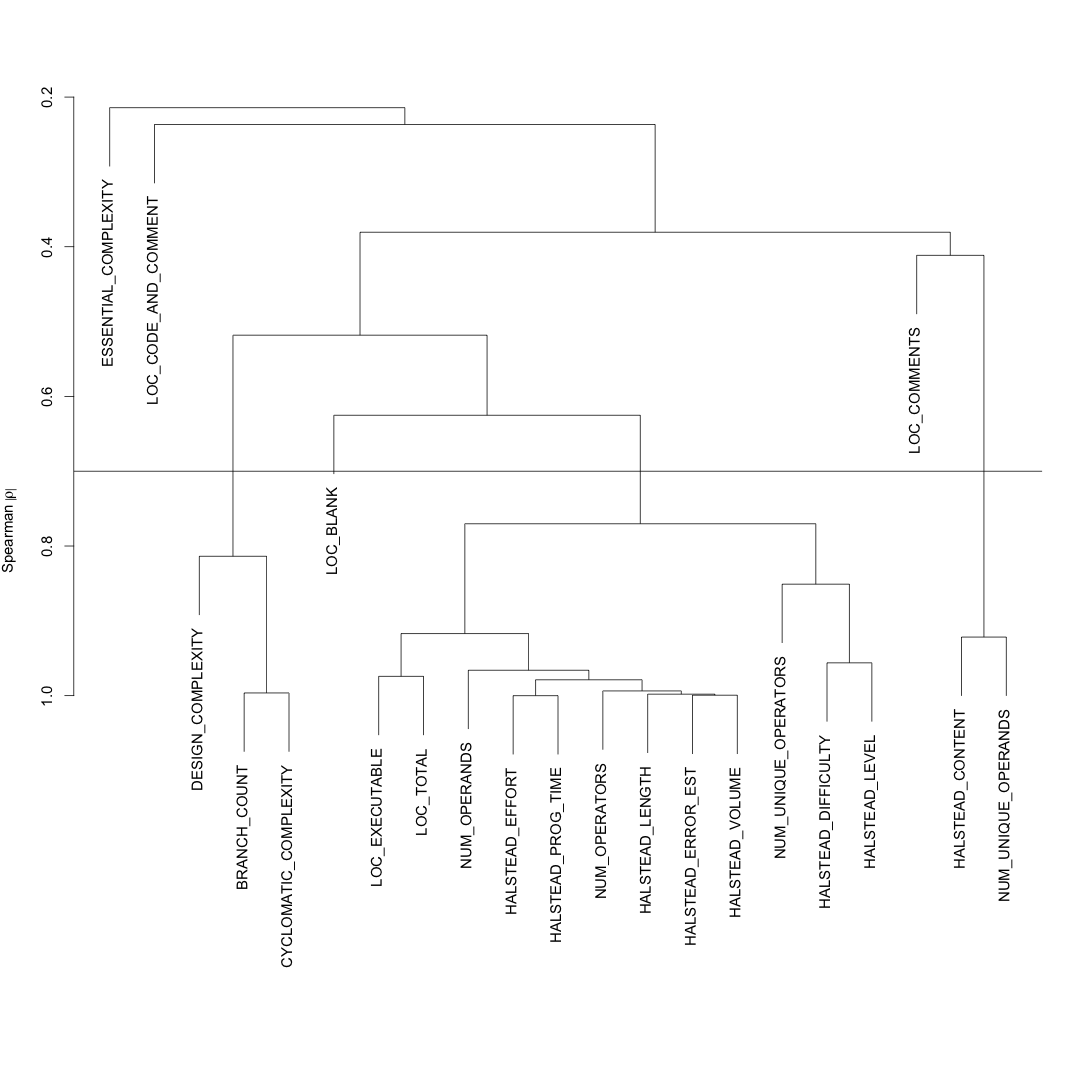 0.2
0.4
0.6
0.8
1.0
Spearman |ρ|
ESSENTIAL_COMPLEXITY
LOC_CODE_AND_COMMENT
DESIGN_COMPLEXITY
BRANCH_COUNT
CYCLOMATIC_COMPLEXITY
LOC_BLANK
LOC_EXECUTABLE
LOC_TOTAL
NUM_OPERANDS
HALSTEAD_EFFORT
HALSTEAD_PROG_TIME
NUM_OPERATORS
HALSTEAD_LENGTH
HALSTEAD_ERROR_EST
HALSTEAD_VOLUME
NUM_UNIQUE_OPERATORS
HALSTEAD_DIFFICULTY
HALSTEAD_LEVEL
LOC_COMMENTS
HALSTEAD_CONTENT
NUM_UNIQUE_OPERANDS